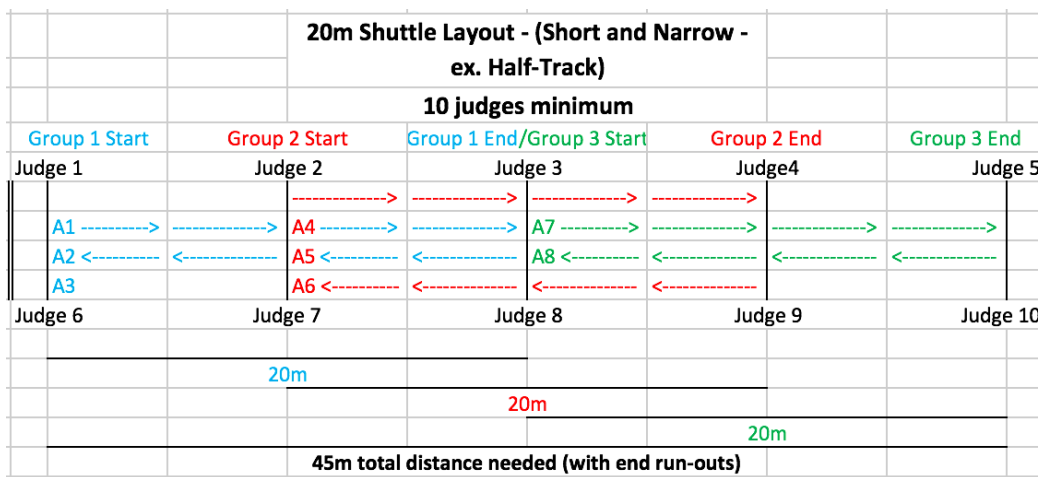 20m Shuttle Layout - (Short and Narrow -
ex. Half-Track)
10 judges minimum
Group 1 Start Group 2 Start Group 1 End/Group 3 Start Group 2 End Group 3 End
Judge 1 Judge 2 Judge 3 Judge4 Judge 5
-----------> -----------> -----------> ----------->
A1 ----------> -----------> A4 ----------> -----------> A7 ----------> -----------> -----------> ----------->
A2 <---------- <----------- A5 <---------- <----------- A8 <---------- <----------- <----------- <-----------
A3 A6 <---------- <----------- <----------- <-----------
Judge 6 Judge 7 Judge 8 Judge 9 Judge 10
20m
20m
20m
45m total distance needed (with end run-outs)